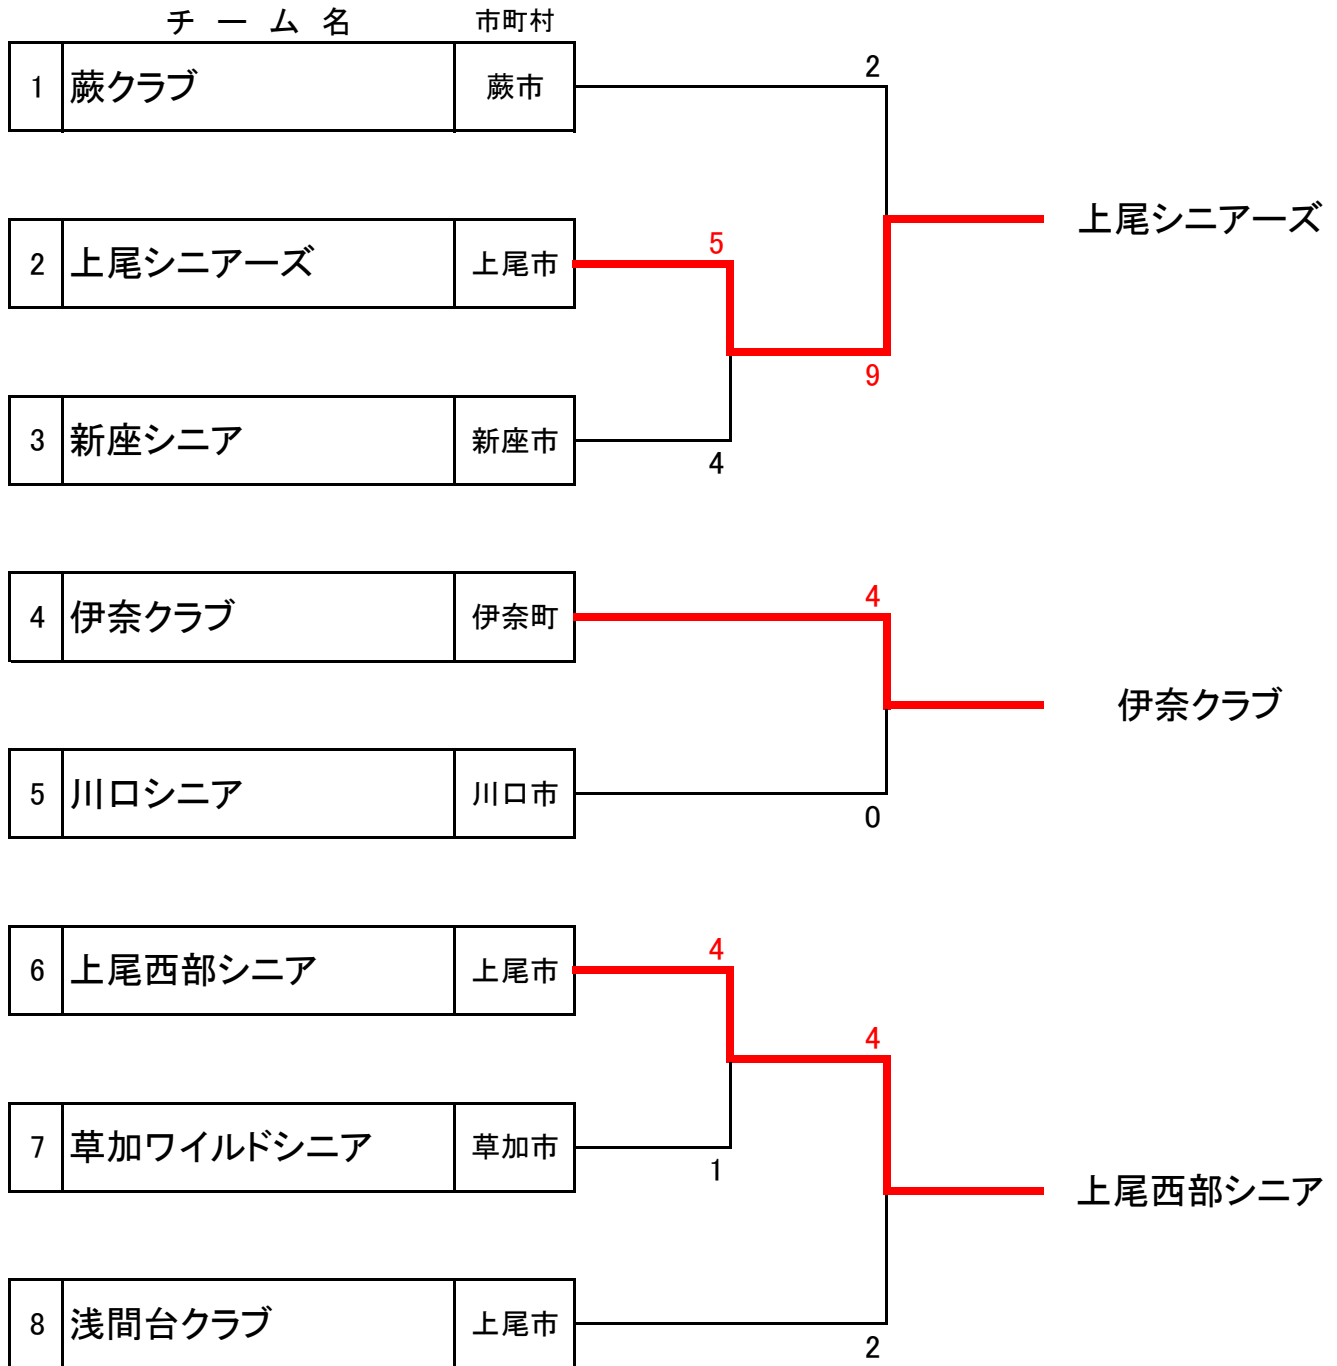 チーム名 市町村
1 蕨クラブ 蕨市
2
上尾シニアーズ
2 上尾シニアーズ 上尾市
5
9
3 新座シニア 新座市
4
4 伊奈クラブ 伊奈町
4
伊奈クラブ
5 川口シニア 川口市
0
6 上尾西部シニア 上尾市
4
4
7 草加ワイルドシニア 草加市
1
上尾西部シニア
8 浅間台クラブ 上尾市
2